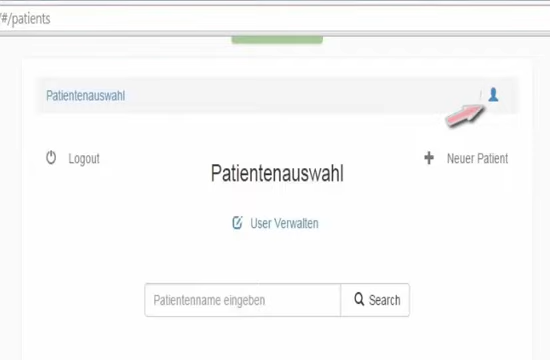 /#/patients
Patientenauswahl /
Logout
Neuer Patient
Patientenauswahl
User Verwalten
Patientenname eingeben
Search